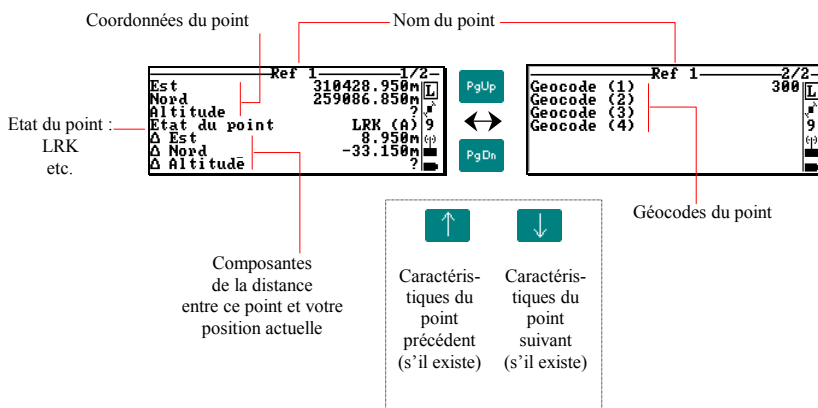 Coordonnées du point
Nom du point
Ref 1 1/2
Est 310428.950m
Nord 259086.850m
Altitude ?
Etat du point LRK (A)
Δ Est 8.950m
Δ Nord -33.150m
Δ Altitude ?
L
9
PgUp
PgDn
Ref 1 2/2
Geocode (1) 300
Geocode (2)
Geocode (3)
Geocode (4)
L
9
Etat du point :
LRK
etc.
Géocodes du point
Composantes
de la distance
entre ce point et votre
position actuelle
Caractéris-
tiques du
point
précédent
(s’il existe)
Caractéris-
tiques du
point
suivant
(s’il existe)